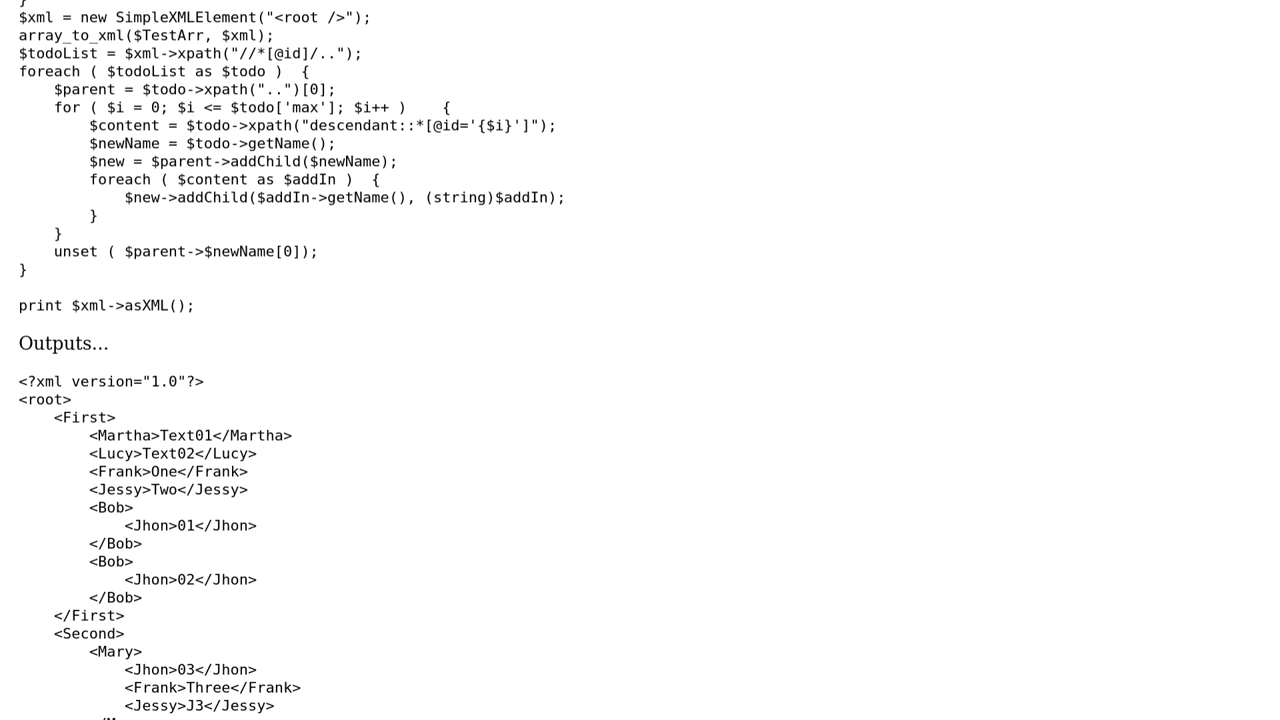 }
$xml = new SimpleXMLElement("<root />");
array_to_xml($TestArr, $xml);
$todoList = $xml->xpath("//*[@id]/..");
foreach ( $todoList as $todo )  {
    $parent = $todo->xpath("..")[0];
    for ( $i = 0; $i <= $todo['max']; $i++ )    {
        $content = $todo->xpath("descendant::*[@id='{$i}']");
        $newName = $todo->getName();
        $new = $parent->addChild($newName);
        foreach ( $content as $addIn )  {
            $new->addChild($addIn->getName(), (string)$addIn);
        }
    }
    unset ( $parent->$newName[0]);
}
print $xml->asXML();
Outputs...
<?xml version="1.0"?>
<root>
    <First>
        <Martha>Text01</Martha>
        <Lucy>Text02</Lucy>
        <Frank>One</Frank>
        <Jessy>Two</Jessy>
        <Bob>
            <Jhon>01</Jhon>
        </Bob>
        <Bob>
            <Jhon>02</Jhon>
        </Bob>
    </First>
    <Second>
        <Mary>
            <Jhon>03</Jhon>
            <Frank>Three</Frank>
            <Jessy>J3</Jessy>